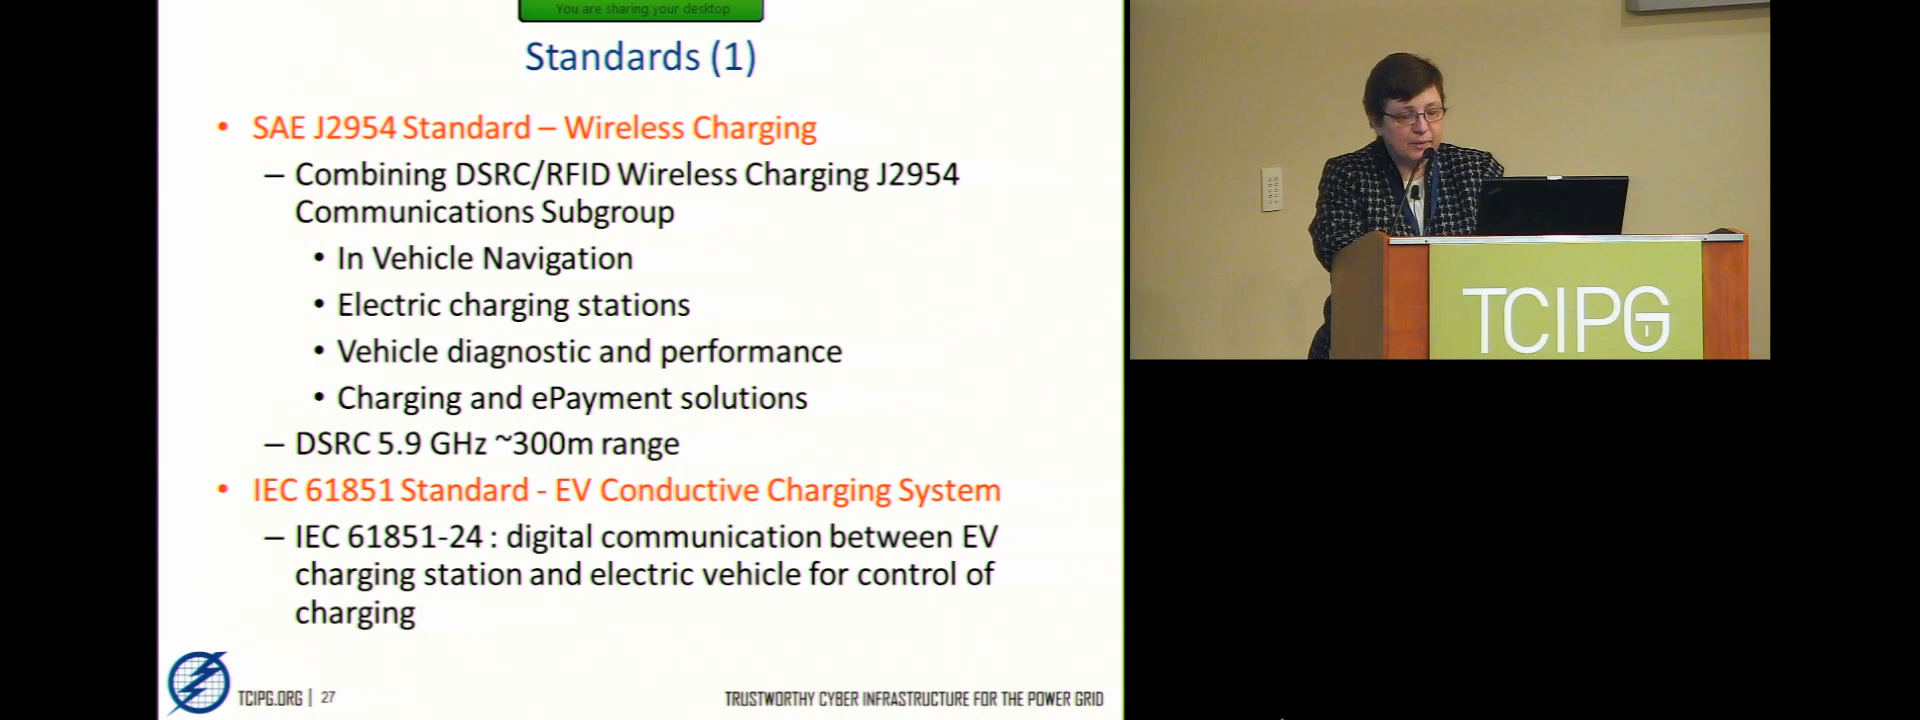 You are sharing your desktop
Standards (1)
• SAE J2954 Standard – Wireless Charging
– Combining DSRC/RFID Wireless Charging J2954
Communications Subgroup
• In Vehicle Navigation
• Electric charging stations
• Vehicle diagnostic and performance
• Charging and ePayment solutions
– DSRC 5.9 GHz ~300m range
• IEC 61851 Standard - EV Conductive Charging System
– IEC 61851-24 : digital communication between EV
charging station and electric vehicle for control of
charging
TCIPG.ORG | 27
TRUSTWORTHY CYBER INFRASTRUCTURE FOR THE POWER GRID
TCIPG